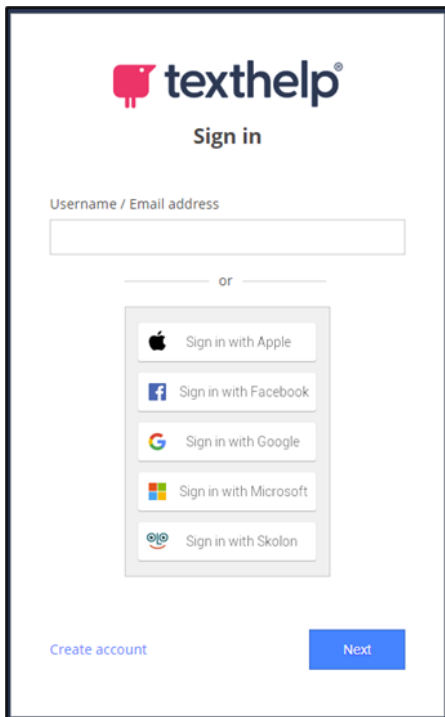 texthelp®
Sign in
Username / Email address
or
Sign in with Apple
Sign in with Facebook
Sign in with Google
Sign in with Microsoft
Sign in with Skolon
Create account
Next